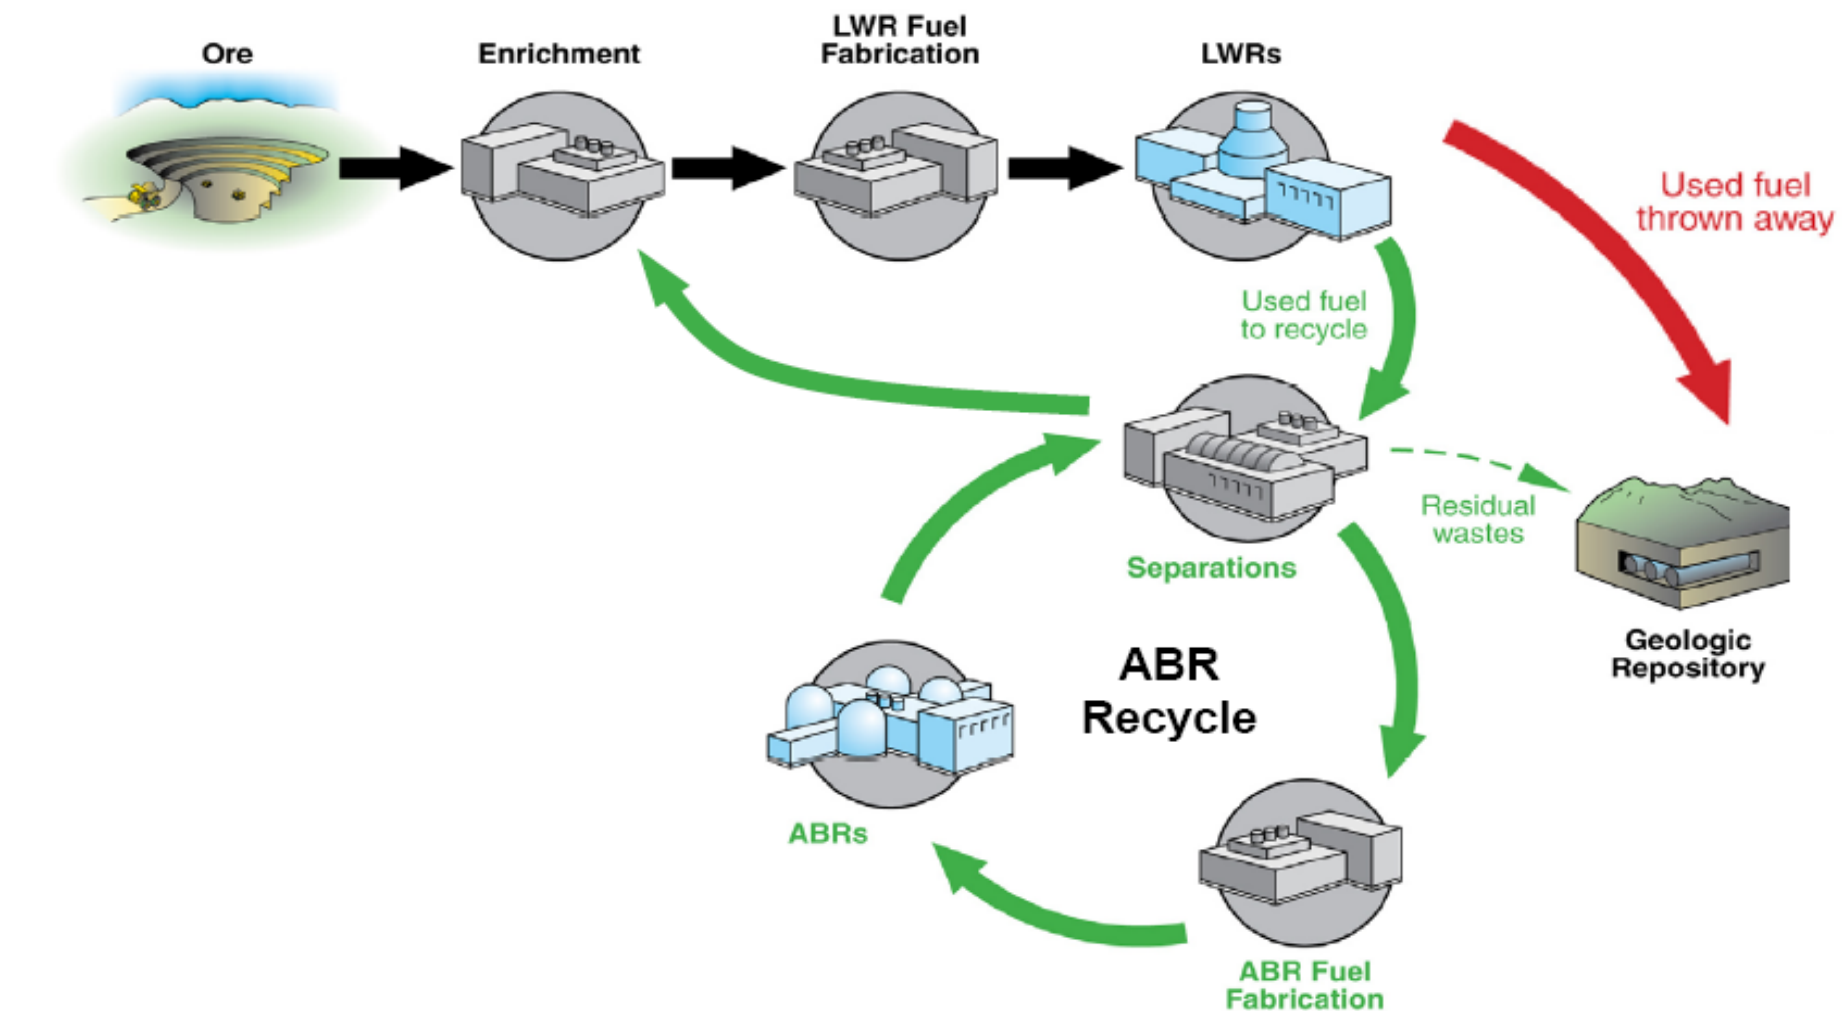 Ore
Enrichment
LWR Fuel
Fabrication
LWRs
Used fuel
thrown away
Used fuel
to recycle
Residual
wastes
Separations
Geologic
Repository
ABR
Recycle
ABRs
ABR Fuel
Fabrication